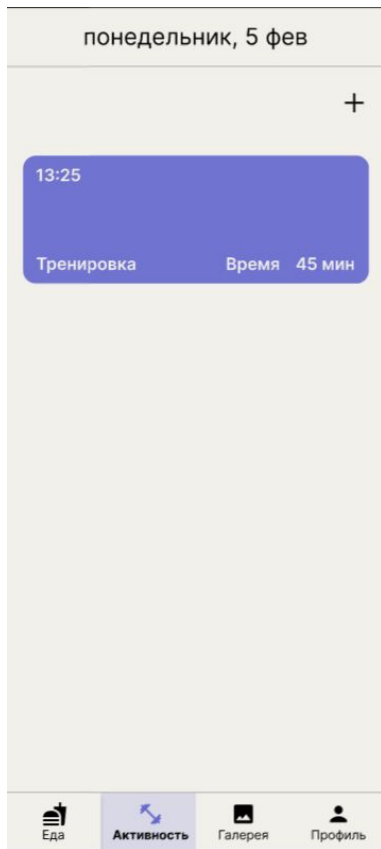 понедельник, 5 фев
+
13:25
Тренировка Время 45 мин
Еда Активность Галерея Профиль